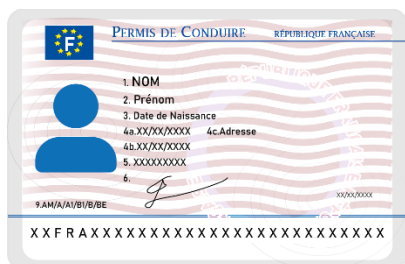 F
PERMIS DE CONDUIRE RÉPUBLIQUE FRANÇAISE
1. NOM
2. Prénom
3. Date de Naissance
4a.XX/XX/XXXX 4c.Adresse
4b.XX/XX/XXXX
5. XXXXXXXXX
6.
XX/XX/XXXX
9.AM/A/A1/B1/B/BE
XXFRAXXXXXXXXXXXXXXXXXXXXXXXXX